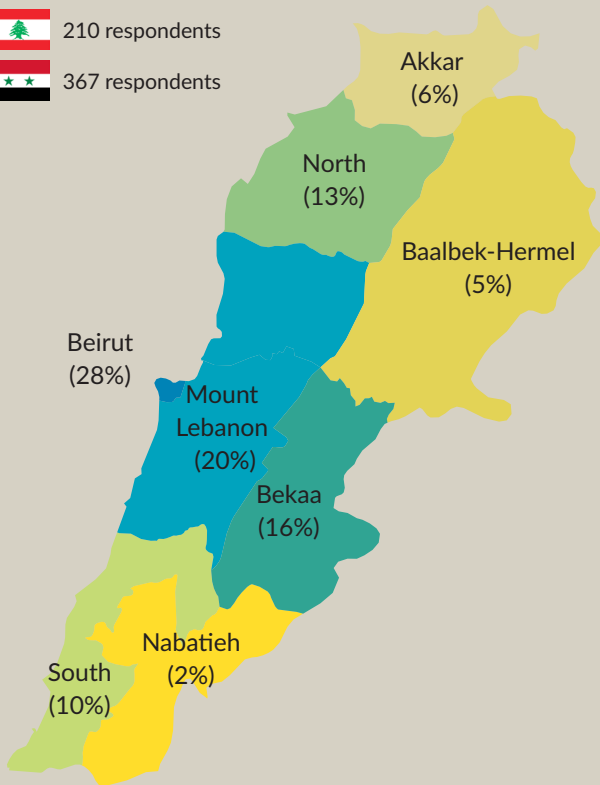 210 respondents
367 respondents
Akkar
(6%)
North
(13%)
Baalbek-Hermel
(5%)
Beirut
(28%)
Mount
Lebanon
(20%)
Bekaa
(16%)
Nabatieh
(2%)
South
(10%)